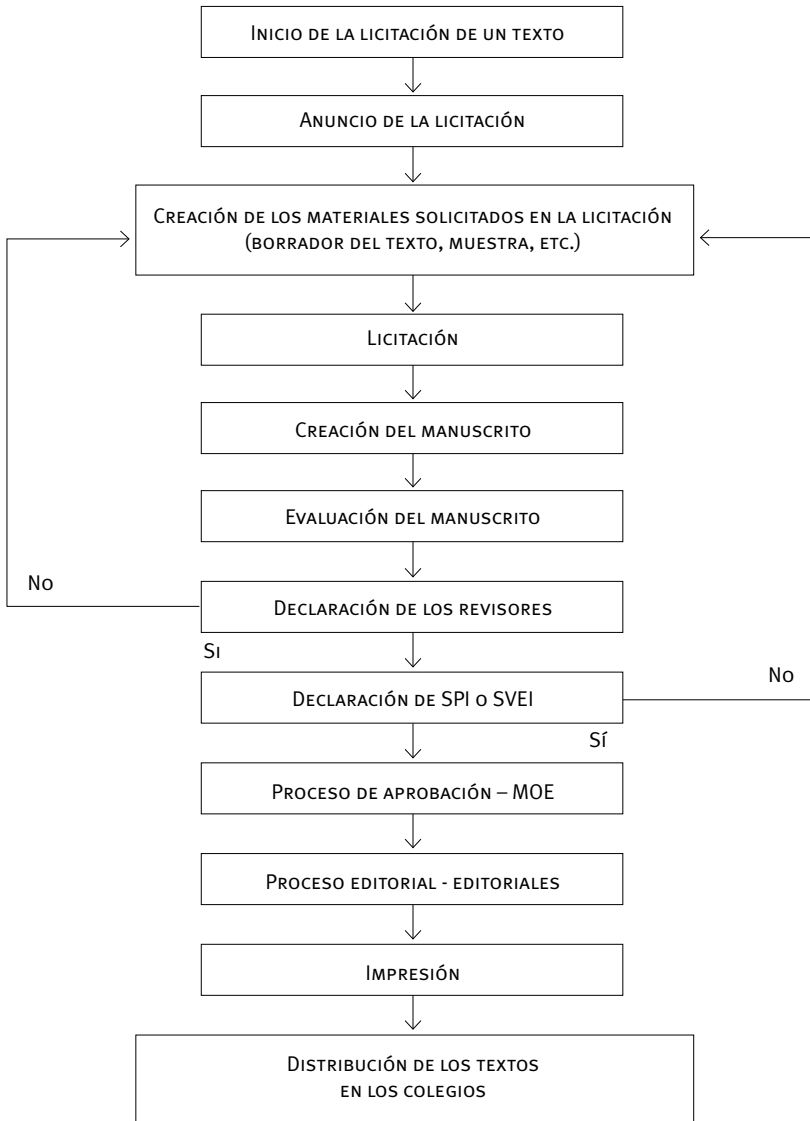 Inicio de la licitación de un texto
Anuncio de la licitación
Creación de los materiales solicitados en la licitación
(borrador del texto, muestra, etc.)
Licitación
Creación del manuscrito
Evaluación del manuscrito
No
Declaración de los revisores
Si
No
Declaración de SPI o SVEI
Sí
Proceso de aprobación – MOE
Proceso editorial - editoriales
Impresión
Distribución de los textos
en los colegios